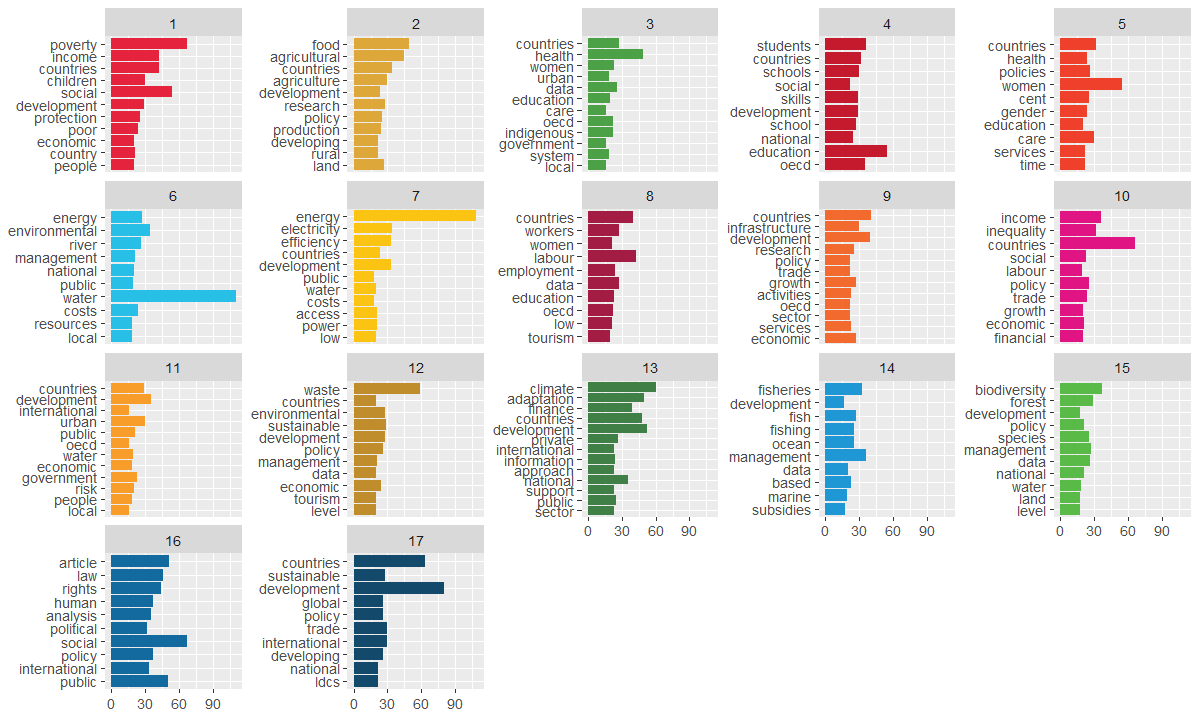 1
poverty
income
countries
children
social
development
protection
poor
economic
country
people
2
food
agricultural
countries
agriculture
development
research
policy
production
developing
rural
land
3
countries
health
women
urban
data
education
care
oecd
indigenous
government
system
local
4
students
countries
schools
social
skills
development
school
national
education
oecd
5
countries
health
policies
women
cent
gender
education
care
services
time
6
energy
environmental
river
management
national
public
water
costs
resources
local
7
energy
electricity
efficiency
countries
development
public
water
costs
access
power
low
8
countries
workers
women
labour
employment
data
education
oecd
low
tourism
9
countries
infrastructure
development
research
policy
trade
growth
activities
oecd
sector
services
economic
10
income
inequality
countries
social
labour
policy
trade
growth
economic
financial
11
countries
development
international
urban
public
oecd
water
economic
government
risk
people
local
12
waste
countries
environmental
sustainable
development
policy
management
data
economic
tourism
level
13
climate
adaptation
finance
countries
development
private
international
information
approach
national
support
public
sector
0 30 60 90
14
fisheries
development
fish
fishing
ocean
management
data
based
marine
subsidies
0 30 60 90
15
biodiversity
forest
development
policy
species
management
data
national
water
land
level
0 30 60 90
16
article
law
rights
human
analysis
political
social
policy
international
public
0 30 60 90
17
countries
sustainable
development
global
policy
trade
international
developing
national
ldcs
0 30 60 90